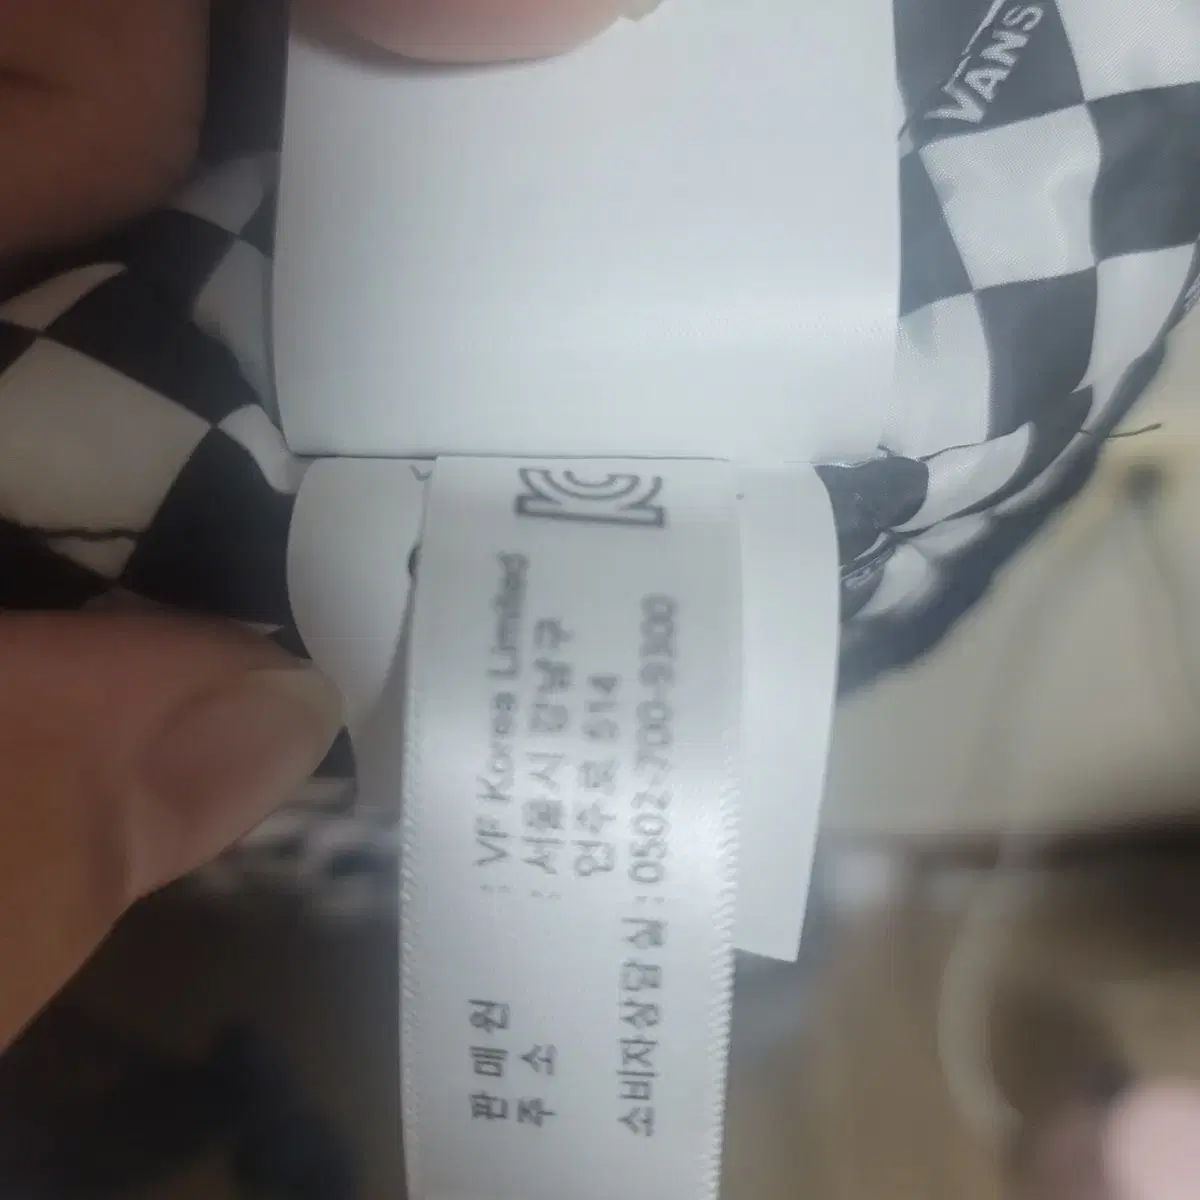 VANS
KC
판 매 원 : VF Korea Limited
주 소 : 서울시 강남구
언주로 514
소비자상담실 : 0502-700-9300